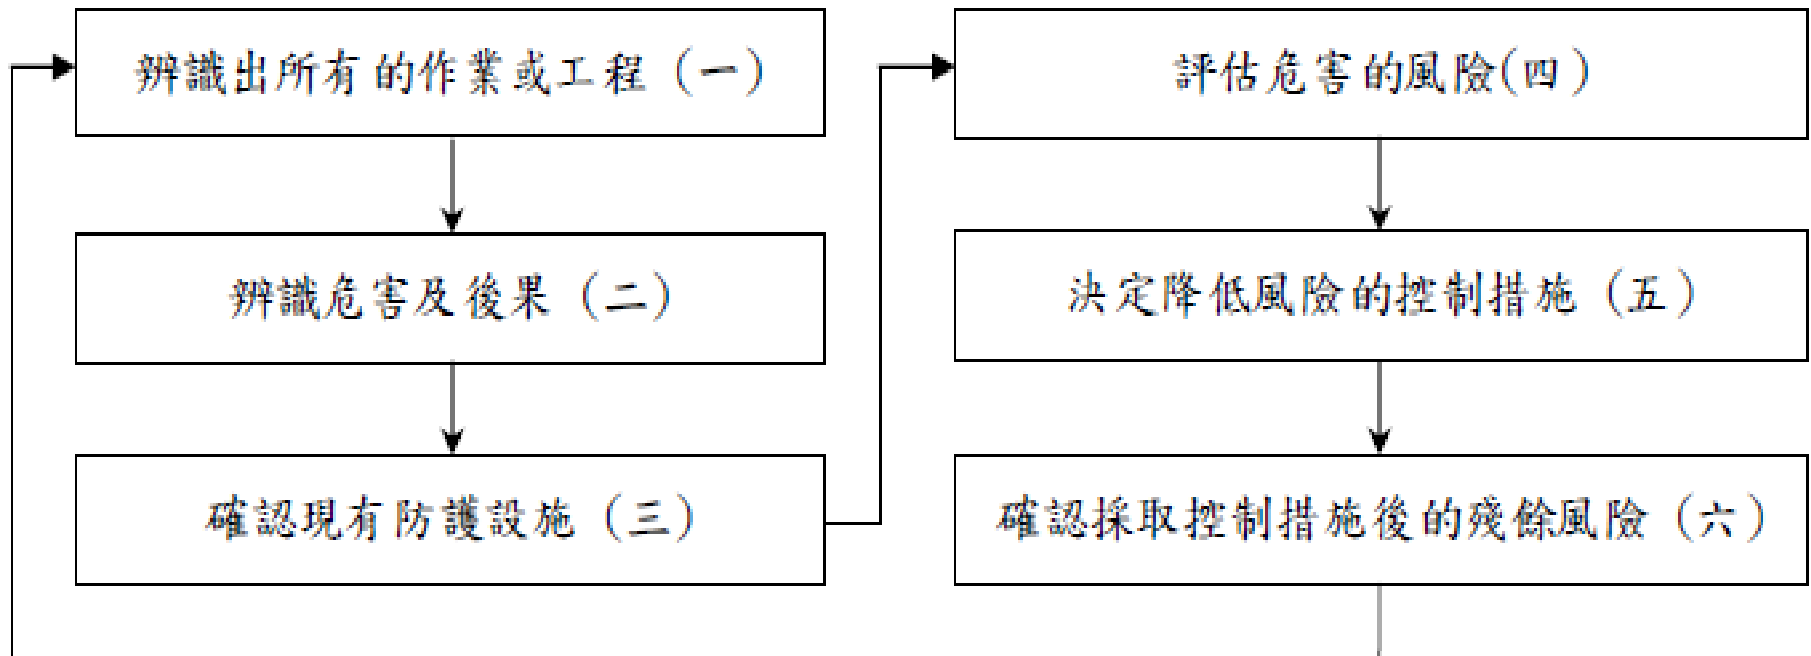 辨識出所有的作業或工程（一）
辨識危害及後果（二）
確認現有防護設施（三）
評估危害的風險(四)
決定降低風險的控制措施（五）
確認採取控制措施後的殘餘風險（六）